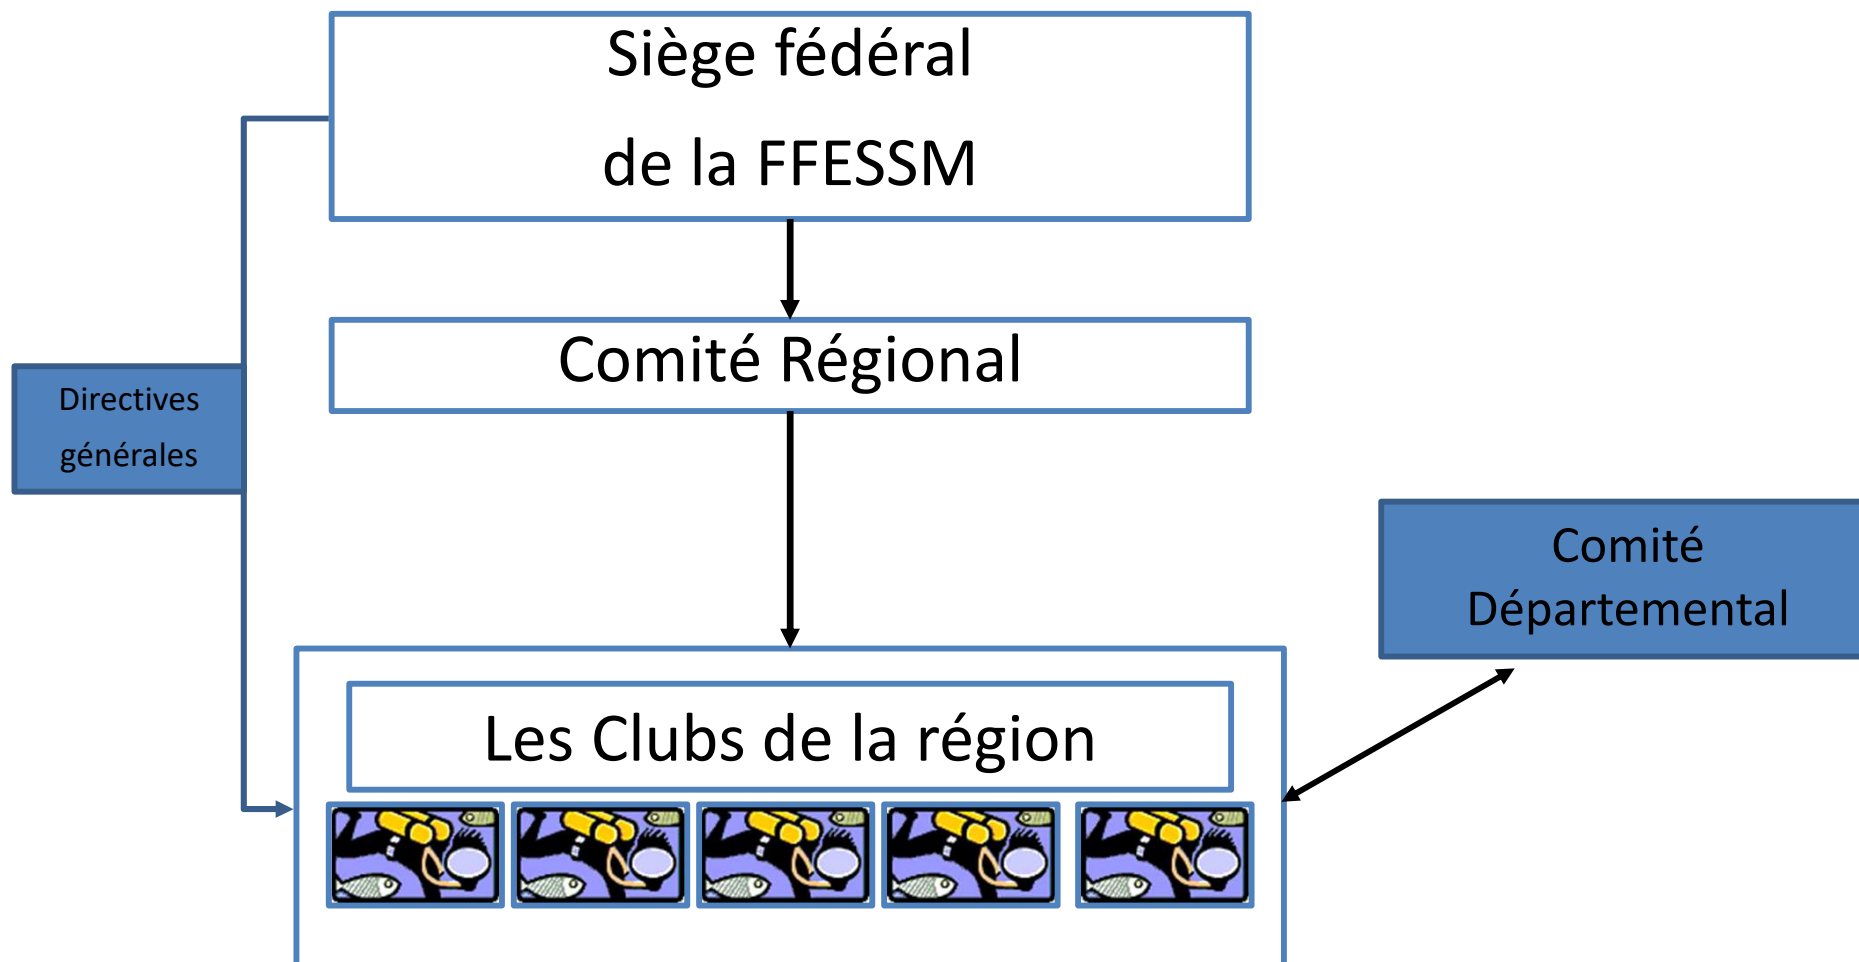 Siège fédéral
de la FFESSM
Comité Régional
Directives
générales
Comité
Départemental
Les Clubs de la région